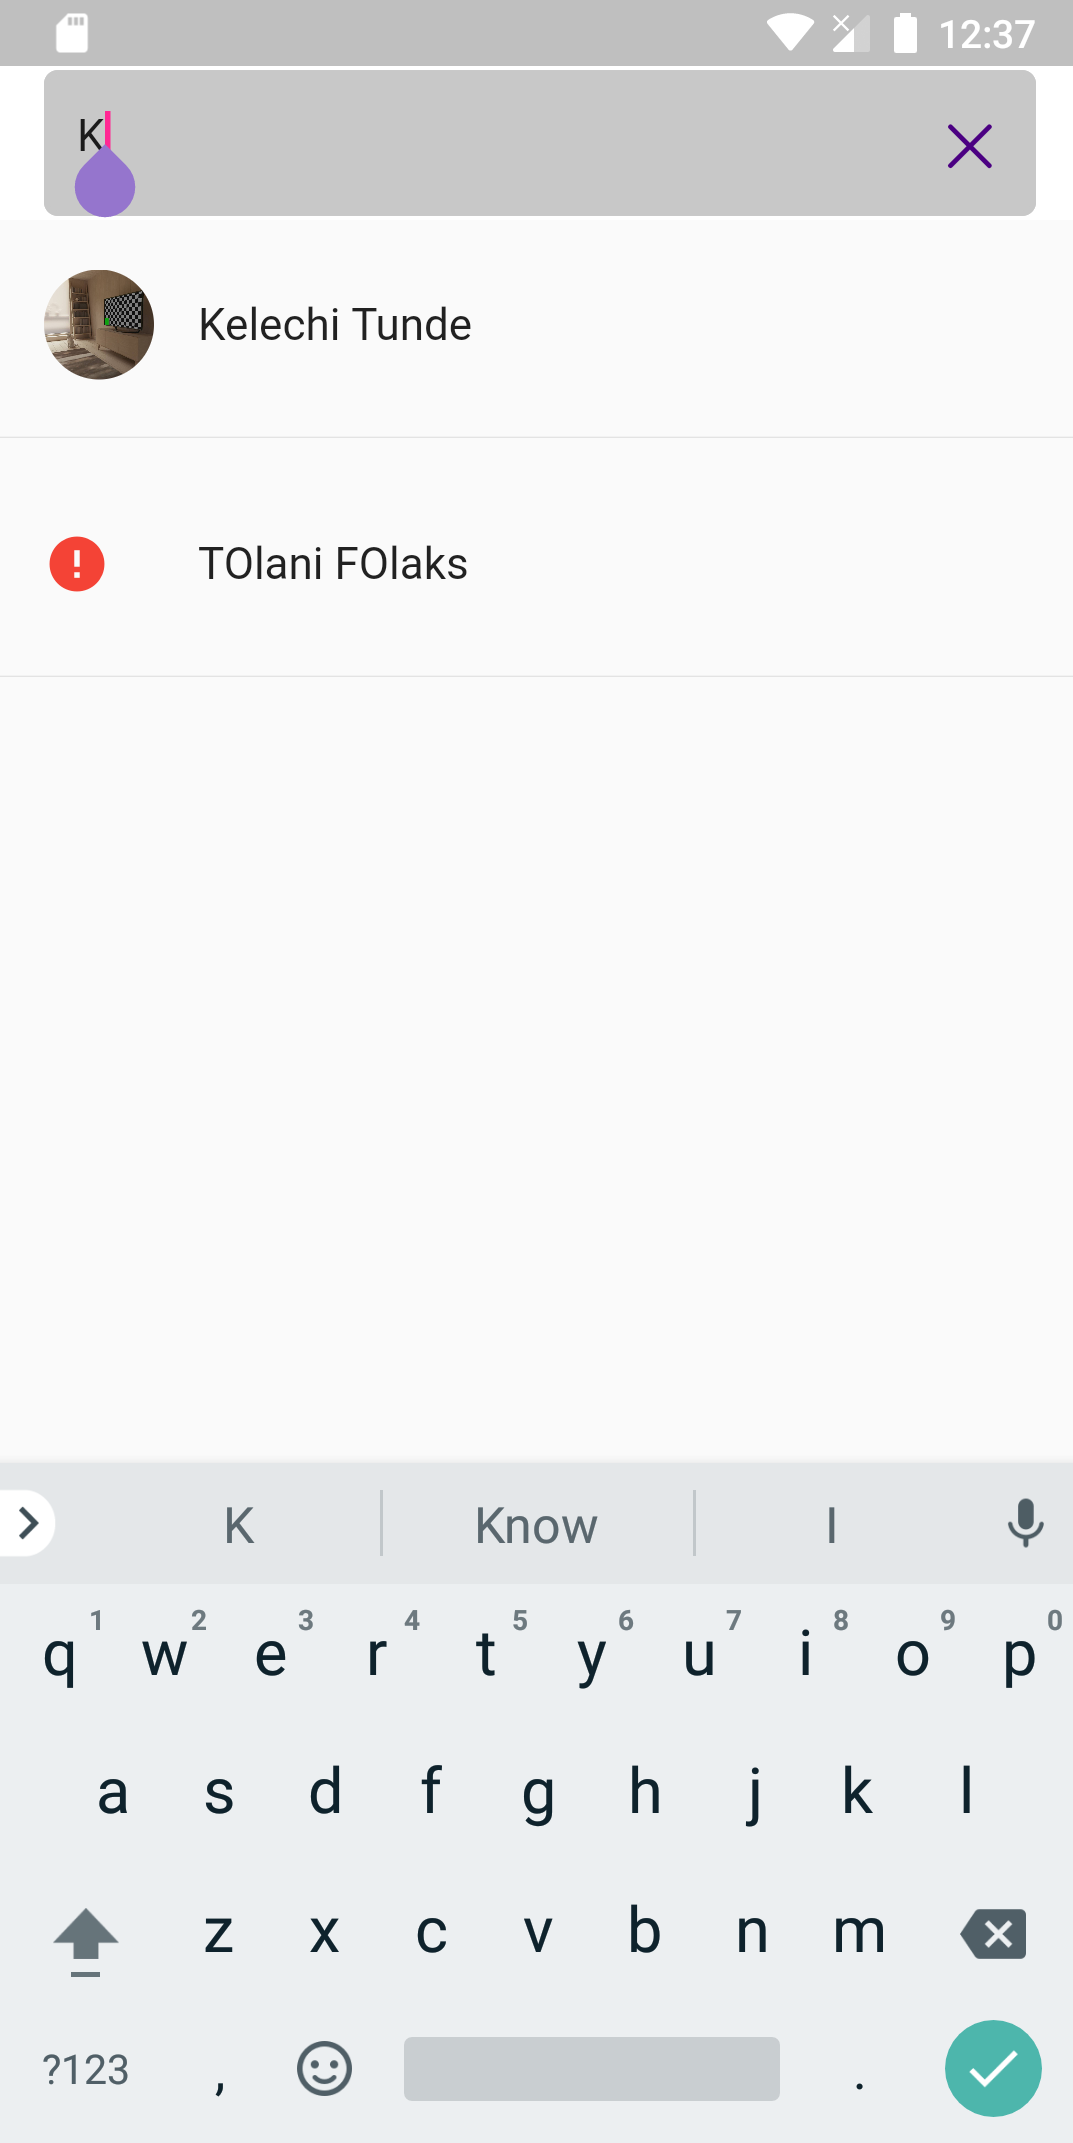 12:37
K
Kelechi Tunde
TOlani FOlaks
K Know I
1 2 3 4 5 6 7 8 9 0
q w e r t y u i o p
a s d f g h j k l
z x c v b n m
?123 , .